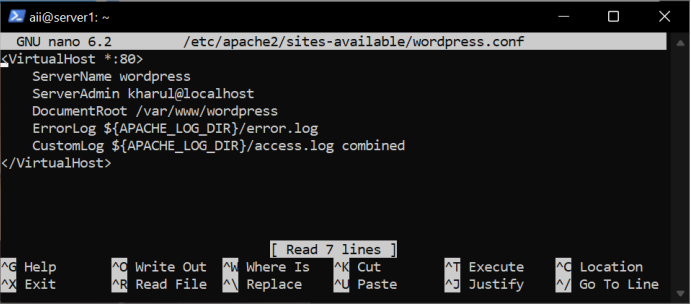 aii@server1: ~
GNU nano 6.2 /etc/apache2/sites-available/wordpress.conf
<VirtualHost *:80>
    ServerName wordpress
    ServerAdmin kharul@localhost
    DocumentRoot /var/www/wordpress
    ErrorLog ${APACHE_LOG_DIR}/error.log
    CustomLog ${APACHE_LOG_DIR}/access.log combined
</VirtualHost>
[ Read 7 lines ]
^G Help ^O Write Out ^W Where Is ^K Cut ^T Execute ^C Location
^X Exit ^R Read File ^\ Replace ^U Paste ^J Justify ^/ Go To Line